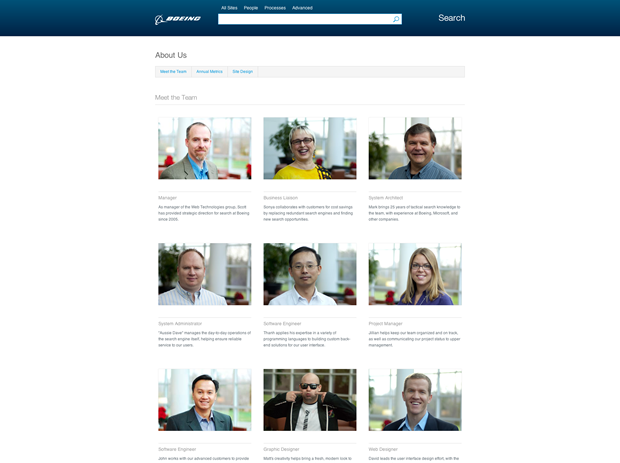 All Sites People Processes Advanced
BOEING
Search
About Us
Meet the Team Annual Metrics Site Design
Meet the Team
Manager
As manager of the Web Technologies group, Scott
has provided strategic direction for search at Boeing
since 2005.
Business Liaison
Sonya collaborates with customers for cost savings
by replacing redundant search engines and finding
new search opportunities.
System Architect
Mark brings 25 years of tactical search knowledge to
the team, with experience at Boeing, Microsoft, and
other companies.
System Administrator
"Aussie Dave" manages the day-to-day operations of
the search engine itself, helping ensure reliable
service to our users.
Software Engineer
Thanh applies his expertise in a variety of
programming languages to building custom back
end solutions for our user interface.
Project Manager
Jillian helps keep our team organized and on track,
as well as communicating our project status to upper
management.
Software Engineer
John works with our advanced customers to provide
Graphic Designer
Matt's creativity helps bring a fresh, modern look to
Web Designer
David leads the user interface design effort, with the